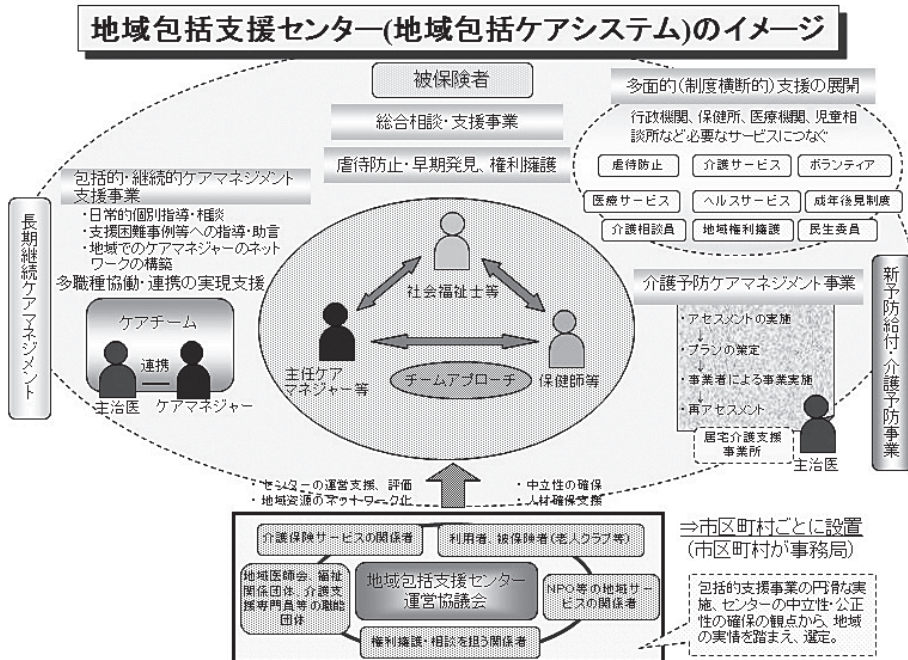 地域包括支援センター(地域包括ケアシステム)のイメージ
被保険者
総合相談・支援事業
虐待防止・早期発見、権利擁護
多面的(制度横断的)支援の展開
行政機関、保健所、医療機関、児童相
談所など必要なサービスにつなぐ
虐待防止
介護サービス
ボランティア
医療サービス
ヘルスサービス
成年後見制度
介護相談員
地域権利擁護
民生委員
長期継続ケアマネジメント
包括的・継続的ケアマネジメント
支援事業
・日常的個別指導・相談
・支援困難事例等への指導・助言
・地域でのケアマネジャーのネット
ワークの構築
多職種協働・連携の実現支援
ケアチーム
連携
主治医
ケアマネジャー
社会福祉士等
主任ケア
マネジャー等
チームアプローチ
保健師等
介護予防ケアマネジメント事業
・アセスメントの実施
↓
・プランの策定
↓
・事業者による事業実施
↓
・再アセスメント
居宅介護支援
事業所
主治医
新予防給付・介護予防事業
・センターの運営支援、評価
・地域資源のネットワーク化
・中立性の確保
・人材確保支援
介護保険サービスの関係者
利用者、被保険者(老人クラブ等)
地域医師会、福祉
関係団体、介護支
援専門員等の職能
団体
地域包括支援センター
運営協議会
NPO等の地域サー
ビスの関係者
権利擁護・相談を担う関係者
⇒市区町村ごとに設置
(市区町村が事務局)
包括的支援事業の円滑な実
施、センターの中立性・公正
性の確保の観点から、地域
の実情を踏まえ、選定。